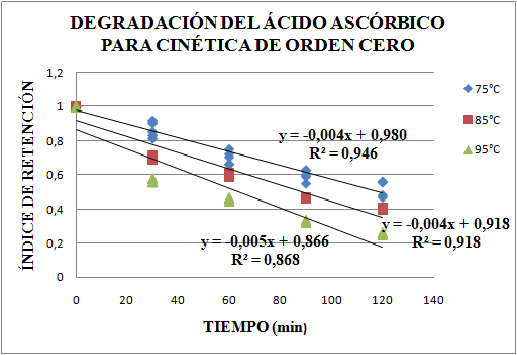 DEGRADACIÓN DEL ÁCIDO ASCÓRBICO
PARA CINÉTICA DE ORDEN CERO
ÍNDICE DE RETENCIÓN
1,2
1
0,8
0,6
0,4
0,2
0
0 20 40 60 80 100 120 140
TIEMPO (min)
y = -0,004x + 0,980
R² = 0,946
y = -0,004x + 0,918
R² = 0,918
y = -0,005x + 0,866
R² = 0,868
75°C
85°C
95°C